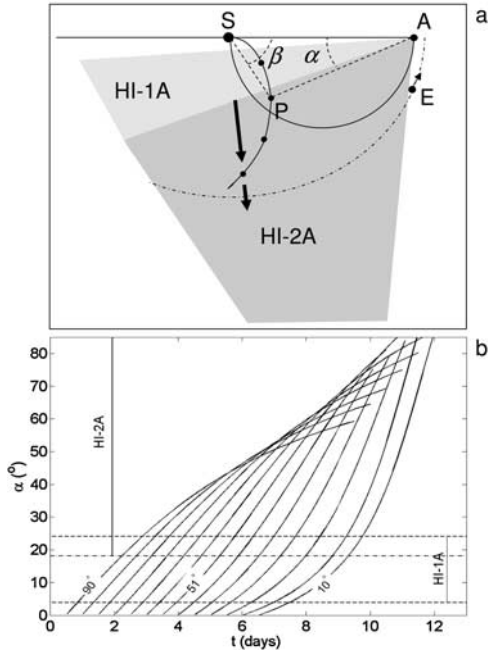 a
S
A
β
α
HI-1A
P
E
HI-2A
b
80
70
60
50
40
30
20
10
0
α (°)
HI-2A
HI-1A
90°
51°
10°
0 2 4 6 8 10 12
t (days)